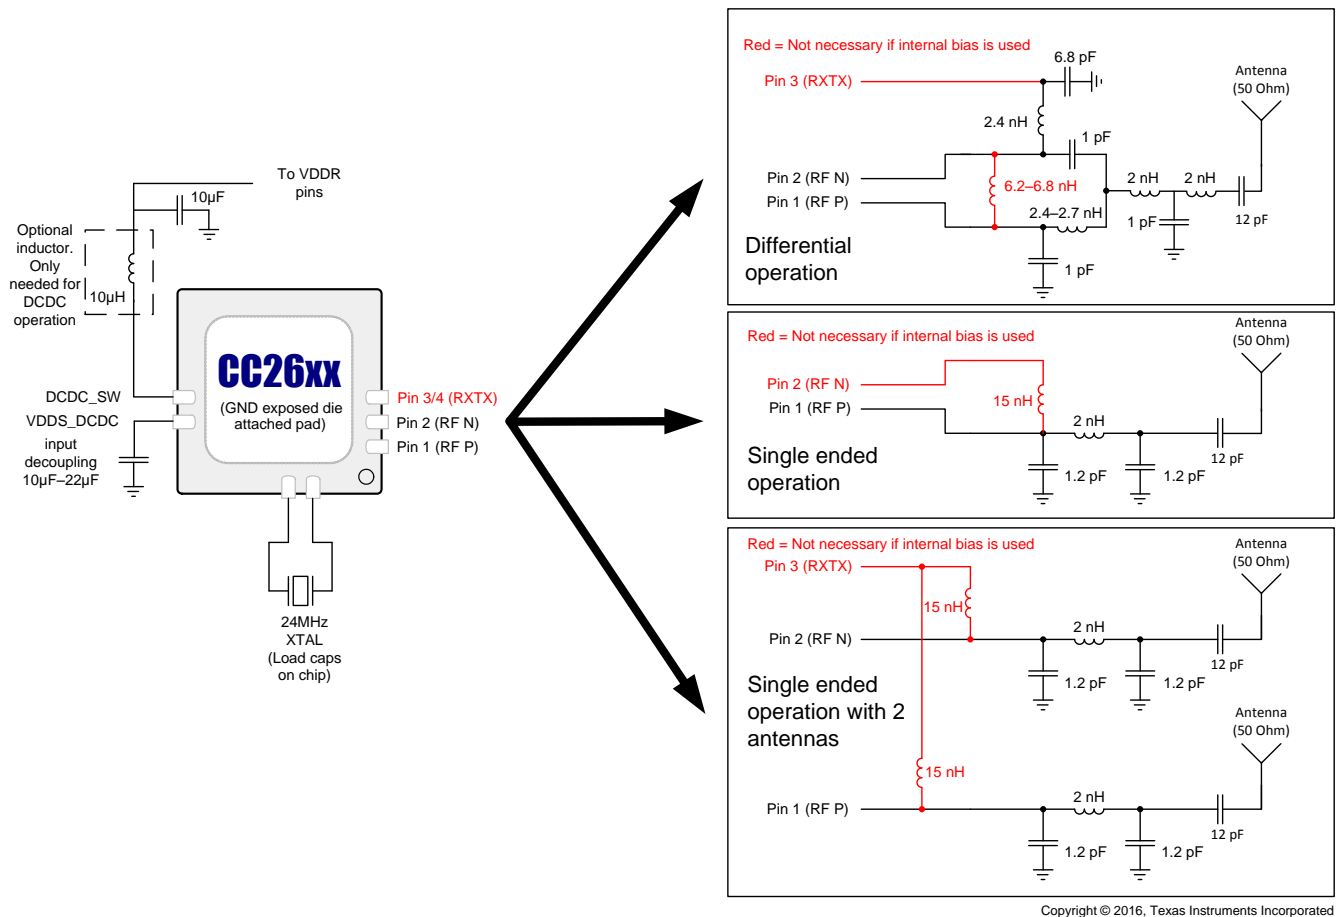 To VDDR
pins
10µF
Optional
inductor.
Only
needed for
DCDC
operation
10µH
CC26xx
(GND exposed die
attached pad)
DCDC_SW
VDDS_DCDC
input
decoupling
10µF–22µF
Pin 3/4 (RXTX)
Pin 2 (RF N)
Pin 1 (RF P)
24MHz
XTAL
(Load caps
on chip)
Red = Not necessary if internal bias is used
Pin 3 (RXTX)
6.8 pF
Antenna
(50 Ohm)
2.4 nH
1 pF
Pin 2 (RF N)
6.2–6.8 nH
2 nH
2 nH
Pin 1 (RF P)
2.4–2.7 nH
1 pF
12 pF
Differential
operation
1 pF
Red = Not necessary if internal bias is used
Antenna
(50 Ohm)
Pin 2 (RF N)
15 nH
Pin 1 (RF P)
2 nH
12 pF
Single ended
operation
1.2 pF
1.2 pF
Red = Not necessary if internal bias is used
Pin 3 (RXTX)
Antenna
(50 Ohm)
15 nH
Pin 2 (RF N)
2 nH
12 pF
1.2 pF
1.2 pF
Single ended
operation with 2
antennas
Antenna
(50 Ohm)
15 nH
Pin 1 (RF P)
2 nH
12 pF
1.2 pF
1.2 pF
Copyright © 2016, Texas Instruments Incorporated